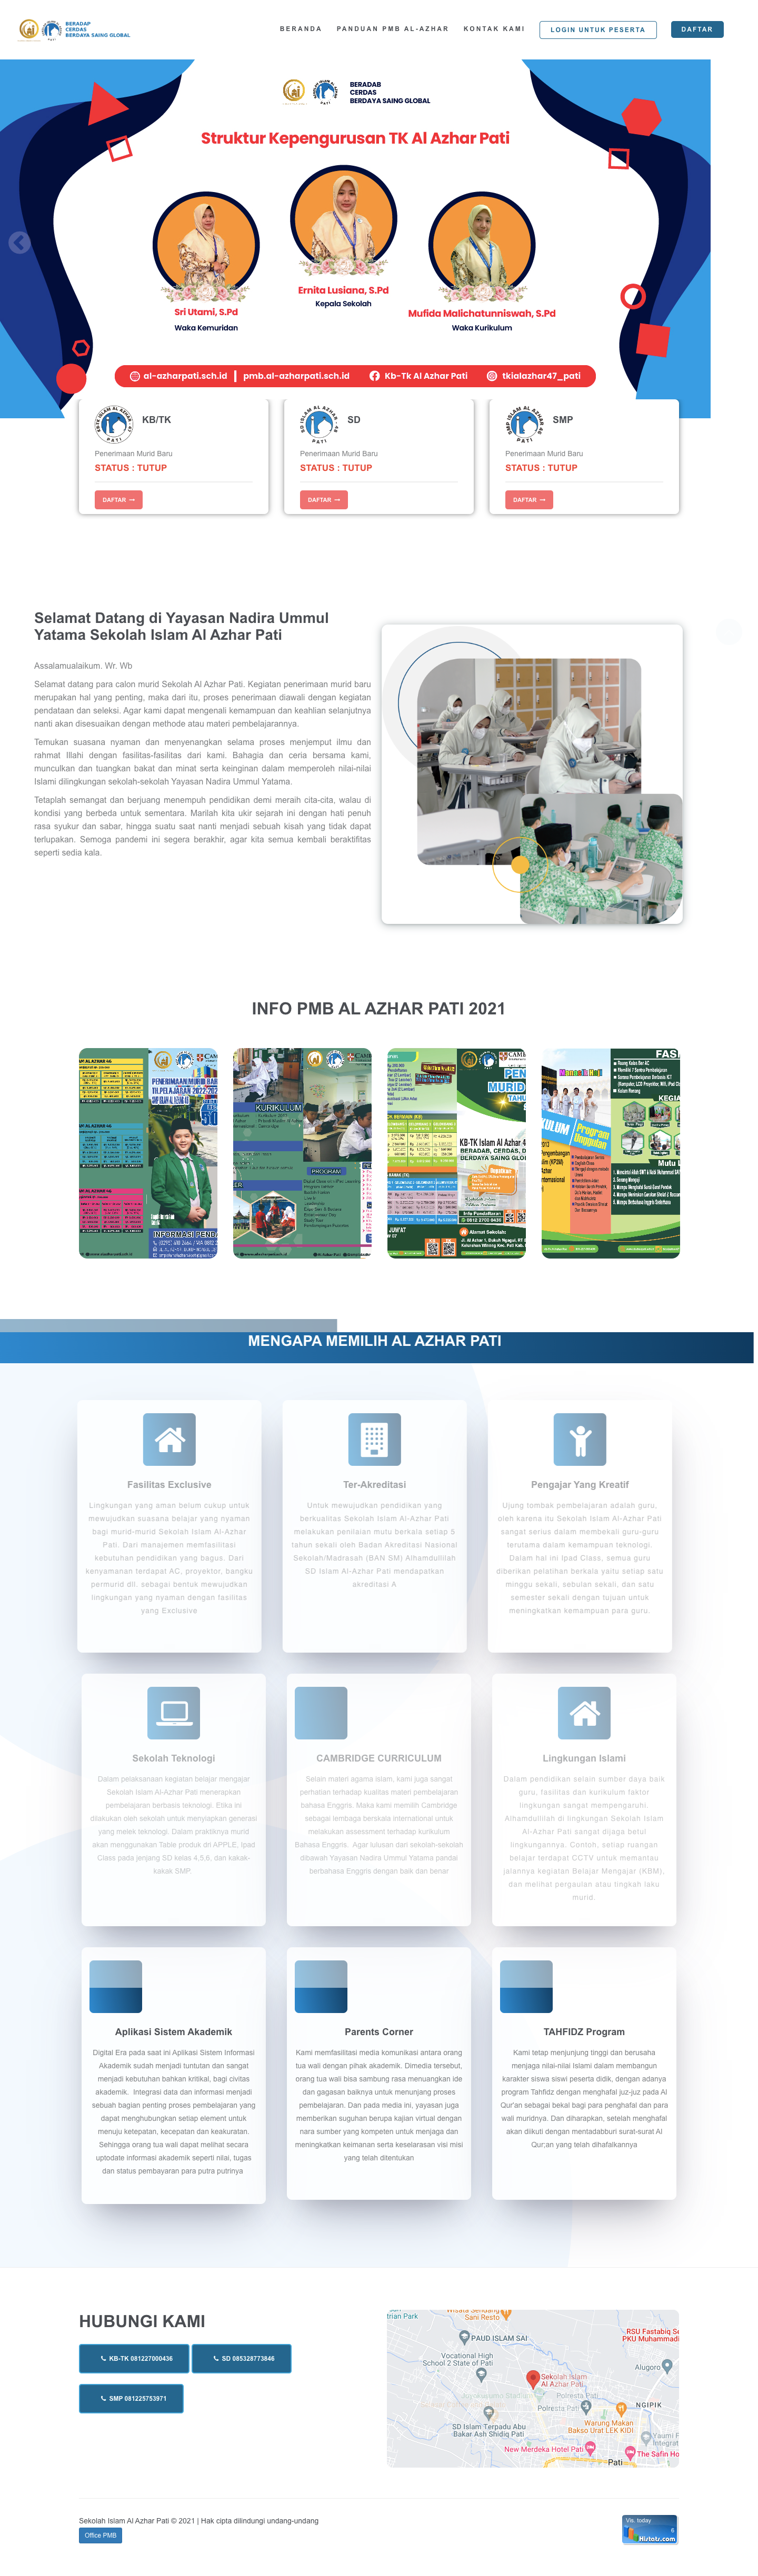 BERADAP
CERDAS
BERDAYA SAING GLOBAL
BERANDA
PANDUAN PMB AL-AZHAR
KONTAK KAMI
LOGIN UNTUK PESERTA
DAFTAR
BERADAB
CERDAS
BERDAYA SAING GLOBAL
Struktur Kepengurusan TK Al Azhar Pati
Sri Utami, S.Pd
Waka Kemuridan
Ernita Lusiana, S.Pd
Kepala Sekolah
Mufida Malichatunniswah, S.Pd
Waka Kurikulum
al-azharpati.sch.id | pmb.al-azharpati.sch.id Kb-Tk Al Azhar Pati tkialazhar47_pati
KB/TK
Penerimaan Murid Baru
STATUS : TUTUP
DAFTAR →
SD
Penerimaan Murid Baru
STATUS : TUTUP
DAFTAR →
SMP
Penerimaan Murid Baru
STATUS : TUTUP
DAFTAR →
Selamat Datang di Yayasan Nadira Ummul
Yatama Sekolah Islam Al Azhar Pati
Assalamualaikum. Wr. Wb
Selamat datang para calon murid Sekolah Al Azhar Pati. Kegiatan penerimaan murid baru
merupakan hal yang penting, maka dari itu, proses penerimaan diawali dengan kegiatan
pendataan dan seleksi. Agar kami dapat mengenali kemampuan dan keahlian selanjutnya
nanti akan disesuaikan dengan methode atau materi pembelajarannya.
Temukan suasana nyaman dan menyenangkan selama proses menjemput ilmu dan
rahmat Illahi dengan fasilitas-fasilitas dari kami. Bahagia dan ceria bersama kami,
munculkan dan tuangkan bakat dan minat serta keinginan dalam memperoleh nilai-nilai
Islami dilingkungan sekolah-sekolah Yayasan Nadira Ummul Yatama.
Tetaplah semangat dan berjuang menempuh pendidikan demi meraih cita-cita, walau di
kondisi yang berbeda untuk sementara. Marilah kita ukir sejarah ini dengan hati penuh
rasa syukur dan sabar, hingga suatu saat nanti menjadi sebuah kisah yang tidak dapat
terlupakan. Semoga pandemi ini segera berakhir, agar kita semua kembali beraktifitas
seperti sedia kala.
INFO PMB AL AZHAR PATI 2021
KURIKULUM
PROGRAM
MENGAPA MEMILIH AL AZHAR PATI
Fasilitas Exclusive
Lingkungan yang aman belum cukup untuk
mewujudkan suasana belajar yang nyaman
bagi murid-murid Sekolah Islam Al-Azhar
Pati. Dari manajemen memfasilitasi
kebutuhan pendidikan yang bagus. Dari
kenyamanan terdapat AC, proyektor, bangku
permurid dll. sebagai bentuk mewujudkan
lingkungan yang nyaman dengan fasilitas
yang Exclusive
Ter-Akreditasi
Untuk mewujudkan pendidikan yang
berkualitas Sekolah Islam Al-Azhar Pati
melakukan penilaian mutu berkala setiap 5
tahun sekali oleh Badan Akreditasi Nasional
Sekolah/Madrasah (BAN SM) Alhamdulillah
SD Islam Al-Azhar Pati mendapatkan
akreditasi A
Pengajar Yang Kreatif
Ujung tombak pembelajaran adalah guru,
oleh karena itu Sekolah Islam Al-Azhar Pati
sangat serius dalam membekali guru-guru
terutama dalam kemampuan teknologi.
Dalam hal ini Ipad Class, semua guru
diberikan pelatihan berkala yaitu setiap satu
minggu sekali, sebulan sekali, dan satu
semester sekali dengan tujuan untuk
meningkatkan kemampuan para guru.
Sekolah Teknologi
Dalam pelaksanaan kegiatan belajar mengajar
Sekolah Islam Al-Azhar Pati menerapkan
pembelajaran berbasis teknologi. Etika ini
dilakukan oleh sekolah untuk menyiapkan generasi
yang melek teknologi. Dalam praktiknya murid
akan menggunakan Table produk dri APPLE, Ipad
Class pada jenjang SD kelas 4,5,6, dan kakak-
kakak SMP.
CAMBRIDGE CURRICULUM
Selain materi agama Islam, kami juga sangat
perhatian terhadap kualitas materi pembelajaran
bahasa Enggris. Maka kami memilih Cambridge
sebagai lembaga berskala international untuk
melakukan assessment terhadap kurikulum
Bahasa Enggris. Agar lulusan dari sekolah-sekolah
dibawah Yayasan Nadira Ummul Yatama pandai
berbahasa Enggris dengan baik dan benar
Lingkungan Islami
Dalam pendidikan selain sumber daya baik
guru, fasilitas dan kurikulum faktor
lingkungan sangat mempengaruhi.
Alhamdulillah di lingkungan Sekolah Islam
Al-Azhar Pati sangat dijaga betul
lingkungannya. Contoh, setiap ruangan
belajar terdapat CCTV untuk memantau
jalannya kegiatan Belajar Mengajar (KBM),
dan melihat pergaulan atau tingkah laku
murid.
Aplikasi Sistem Akademik
Digital Era pada saat ini Aplikasi Sistem Informasi
Akademik sudah menjadi tuntutan dan sangat
menjadi kebutuhan bahkan kritikal, bagi civitas
akademik. Integrasi data dan informasi menjadi
sebuah bagian penting proses pembelajaran yang
dapat menghubungkan setiap element untuk
menuju ketepatan, kecepatan dan keakuratan.
Sehingga orang tua wali dapat melihat secara
uptodate informasi akademik seperti nilai, tugas
dan status pembayaran para putra putrinya
Parents Corner
Kami memfasilitasi media komunikasi antara orang
tua wali dengan pihak akademik. Dimedia tersebut,
orang tua wali bisa sambung rasa menuangkan ide
dan gagasan baiknya untuk menunjang proses
pembelajaran. Dan pada media ini, yayasan juga
memberikan suguhan berupa kajian virtual dengan
nara sumber yang kompeten untuk menjaga dan
meningkatkan keimanan serta keselarasan visi misi
yang telah ditentukan
TAHFIDZ Program
Kami tetap menjunjung tinggi dan berusaha
menjaga nilai-nilai Islami dalam membangun
karakter siswa siswi peserta didik, dengan adanya
program Tahfidz dengan menghafal juz-juz pada Al
Qur'an sebagai bekal bagi para penghafal dan para
wali muridnya. Dan diharapkan, setelah menghafal
akan diikuti dengan mentadabburi surat-surat Al
Qur;an yang telah dihafalkannya
HUBUNGI KAMI
KB-TK 081227000436
SD 085328773846
SMP 081225753971
Sani Resto
trian Park
PAUD ISLAM SAI
RSU Fastabiq Se
PKU Muhammadi
Vocational High
School 2 State of Pati
Alugoro
Sekolah Islam
Al Azhar Pati
Polresta Pati
Polresta Pati
NGIPIK
SD Islam Terpadu Abu
Bakar Ash Shidiq Pati
Warung Makan
Bakso Urat LEK KIDI
New Merdeka Hotel Pati
The Safin Ho
Pati
Sekolah Islam Al Azhar Pati © 2021 | Hak cipta dilindungi undang-undang
Office PMB
Vis. today
6
Histats.com